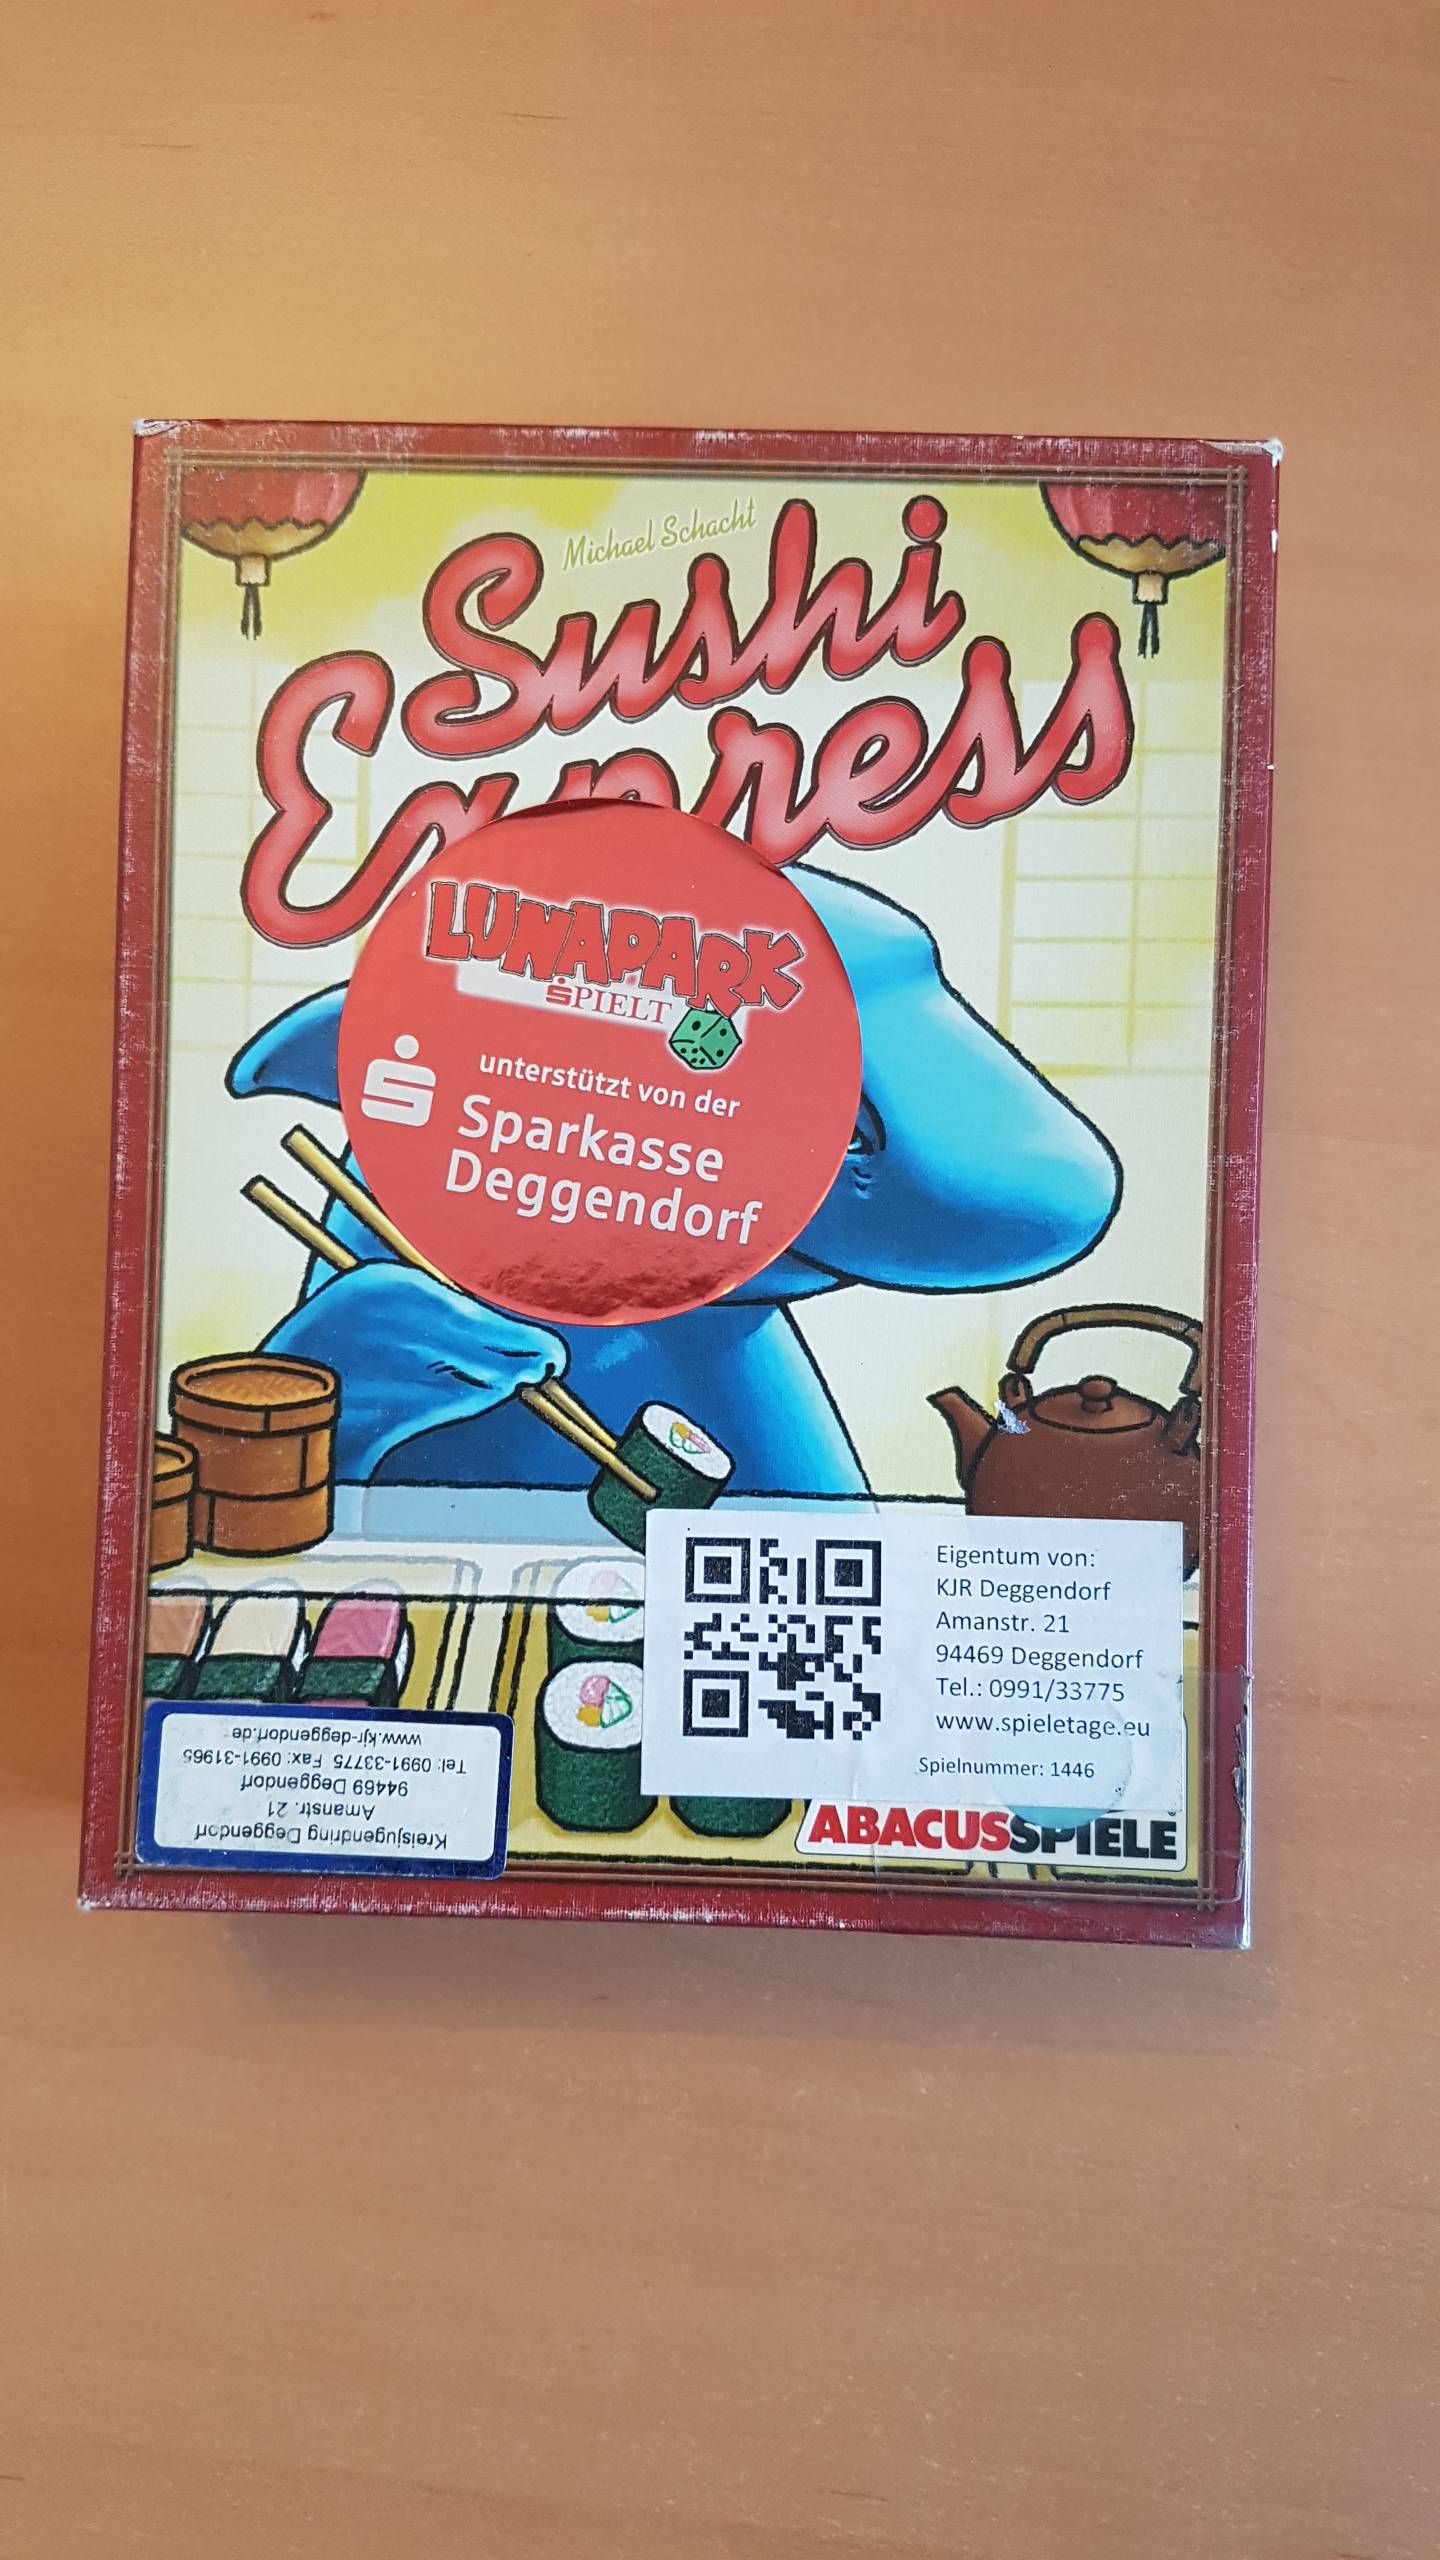 Michael Schacht
Sushi
Express
LUNAPARK
SPIELT
unterstützt von der
Sparkasse
Deggendorf
Eigentum von:
KJR Deggendorf
Amanstr. 21
94469 Deggendorf
Tel.: 0991/33775
www.spieletage.eu
Spielnummer: 1446
Kreisjugendring Deggendorf
Amanstr. 21
94469 Deggendorf
Tel: 0991-33775 Fax: 0991-31965
www.kjr-deggendorf.de
ABACUSSPIELE